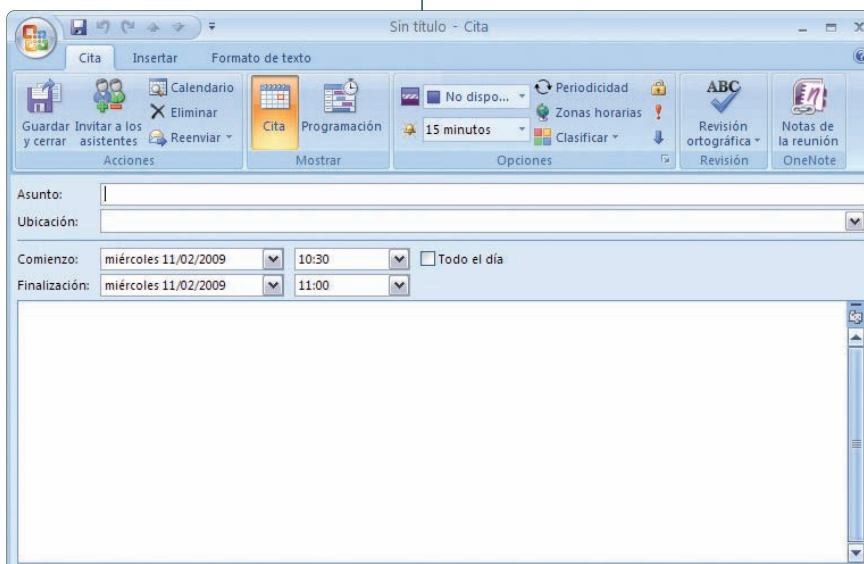 Sin título - Cita
Cita Insertar Formato de texto
Guardar y cerrar
Invitar a los asistentes
Calendario
Eliminar
Reenviar
Acciones
Cita
Programación
Mostrar
No dispo...
15 minutos
Periodicidad
Zonas horarias
Clasificar
Opciones
ABC
Revisión ortográfica
Revisión
Notas de la reunión
OneNote
Asunto:
Ubicación:
Comienzo: miércoles 11/02/2009 10:30 Todo el día
Finalización: miércoles 11/02/2009 11:00